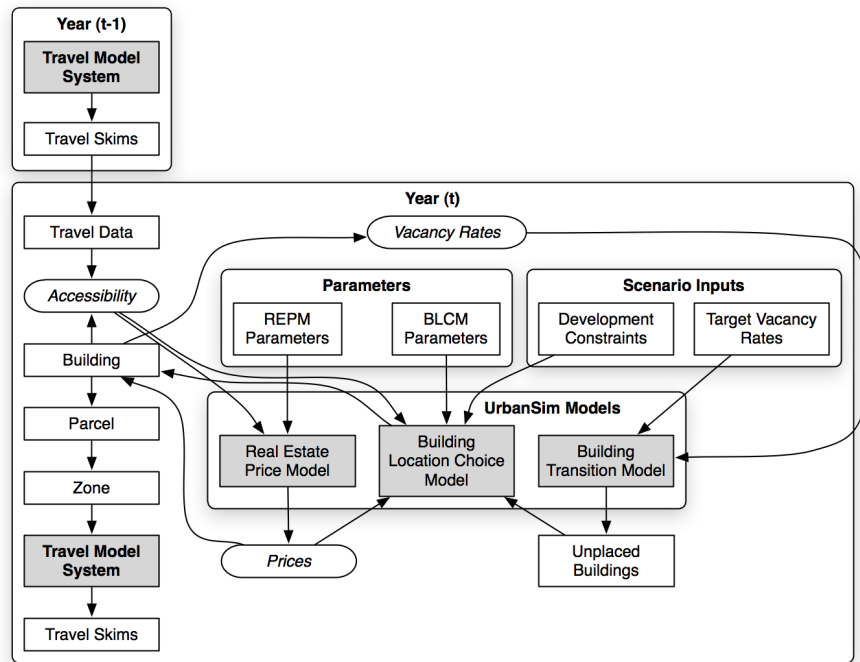 Year (t-1)
Travel Model
System
Travel Skims
Year (t)
Travel Data
Vacancy Rates
Accessibility
Parameters
Scenario Inputs
REPM
Parameters
BLCM
Parameters
Development
Constraints
Target Vacancy
Rates
Building
Parcel
UrbanSim Models
Real Estate
Price Model
Building
Location Choice
Model
Building
Transition Model
Zone
Travel Model
System
Prices
Unplaced
Buildings
Travel Skims